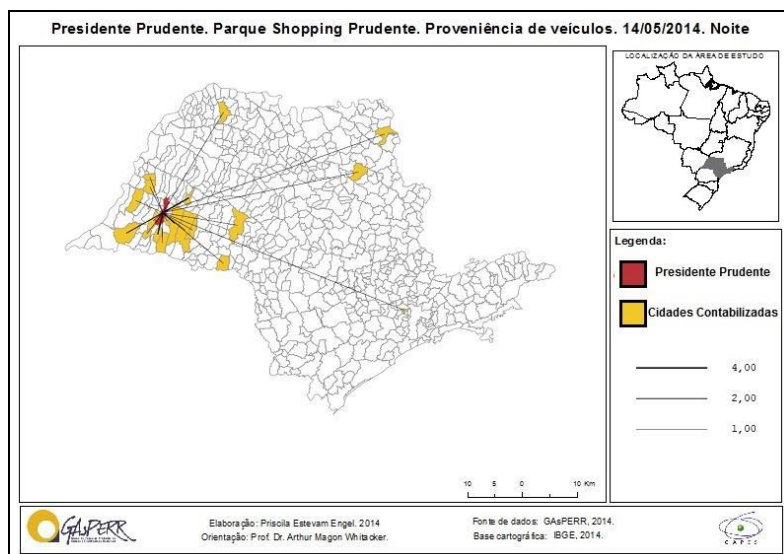 Presidente Prudente. Parque Shopping Prudente. Proveniência de veículos. 14/05/2014. Noite
LOCALIZAÇÃO DA ÁREA DE ESTUDO
Legenda:
Presidente Prudente
Cidades Contabilizadas
4,00
2,00
1,00
10 5 0 10 Km
GAsPERR
Elaboração: Priscila Estevam Engel. 2014
Orientação: Prof. Dr. Arthur Magon Whitacker.
Fonte de dados: GAsPERR, 2014.
Base cartográfica: IBGE, 2014.
CAPES